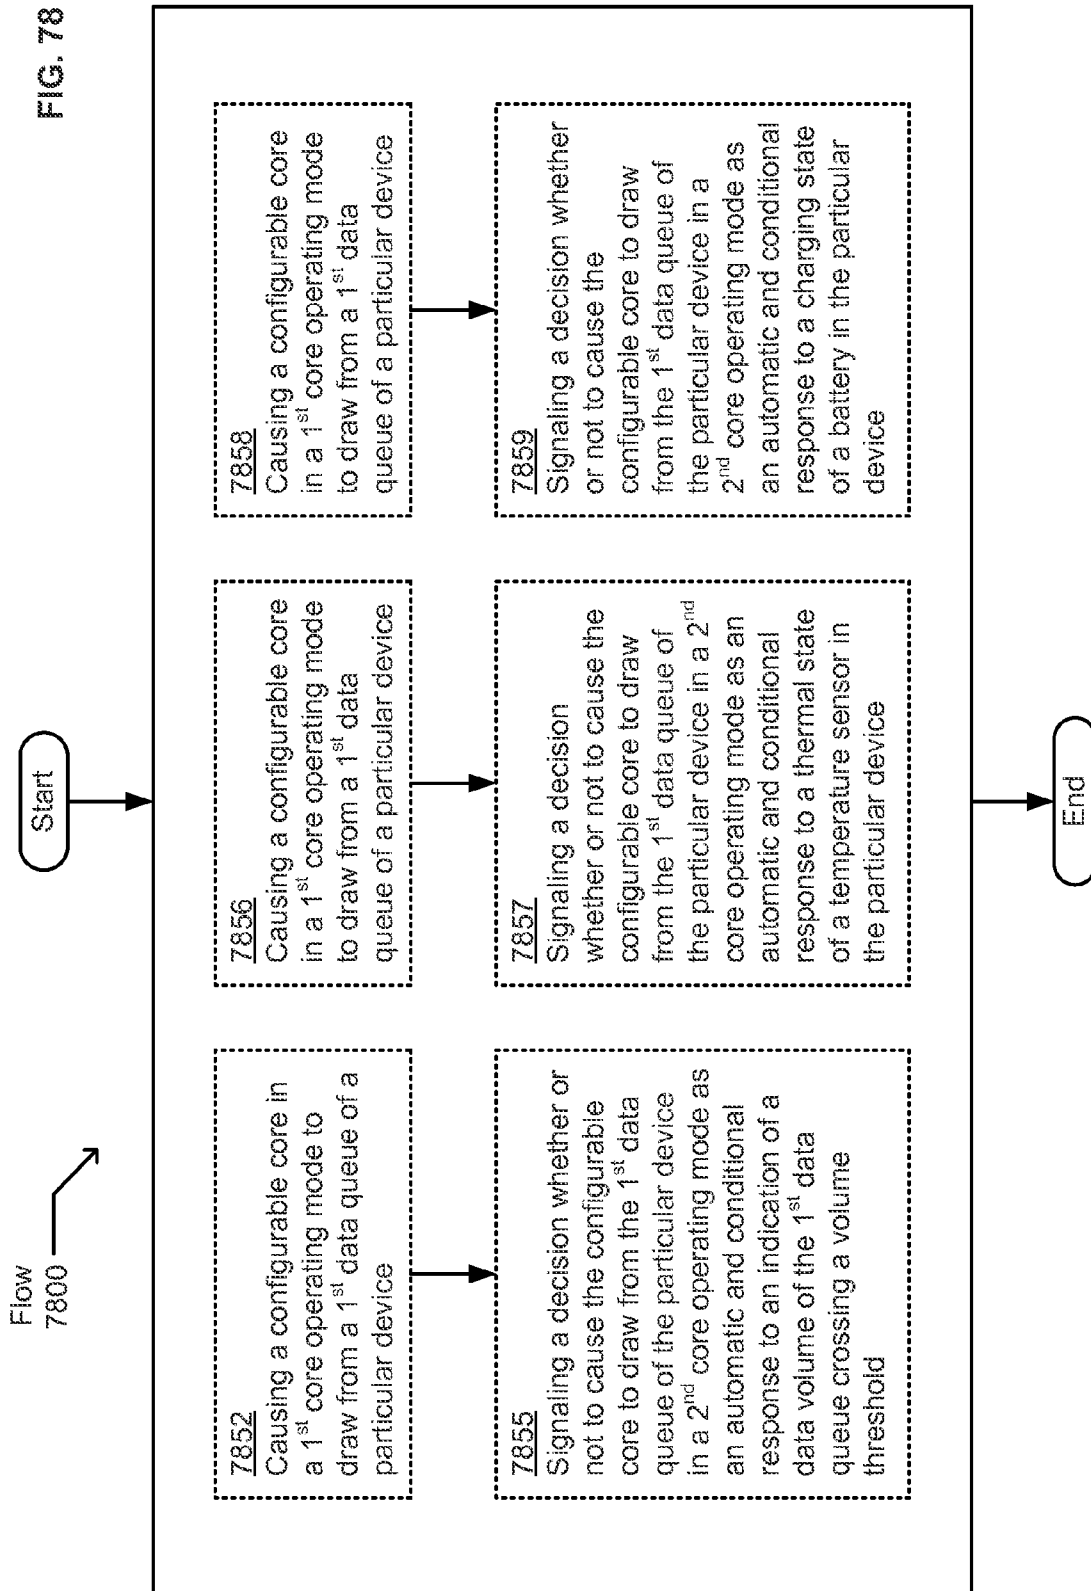 FIG. 78
Flow
7800
Start
7852
Causing a configurable core in
a 1st core operating mode to
draw from a 1st data queue of a
particular device
7855
Signaling a decision whether or
not to cause the configurable
core to draw from the 1st data
queue of the particular device
in a 2nd core operating mode as
an automatic and conditional
response to an indication of a
data volume of the 1st data
queue crossing a volume
threshold
7856
Causing a configurable core
in a 1st core operating mode
to draw from a 1st data
queue of a particular device
7857
Signaling a decision
whether or not to cause the
configurable core to draw
from the 1st data queue of
the particular device in a 2nd
core operating mode as an
automatic and conditional
response to a thermal state
of a temperature sensor in
the particular device
7858
Causing a configurable core
in a 1st core operating mode
to draw from a 1st data
queue of a particular device
7859
Signaling a decision whether
or not to cause the
configurable core to draw
from the 1st data queue of
the particular device in a
2nd core operating mode as
an automatic and conditional
response to a charging state
of a battery in the particular
device
End